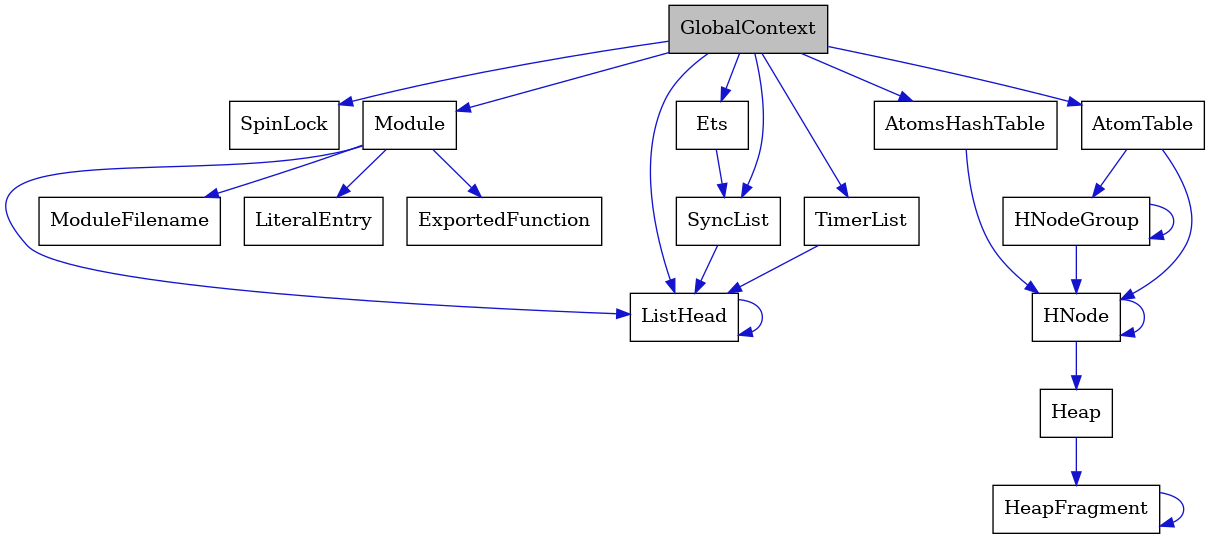 GlobalContext
SpinLock
Module
Ets
AtomsHashTable
AtomTable
ModuleFilename
LiteralEntry
ExportedFunction
SyncList
TimerList
HNodeGroup
ListHead
HNode
Heap
HeapFragment